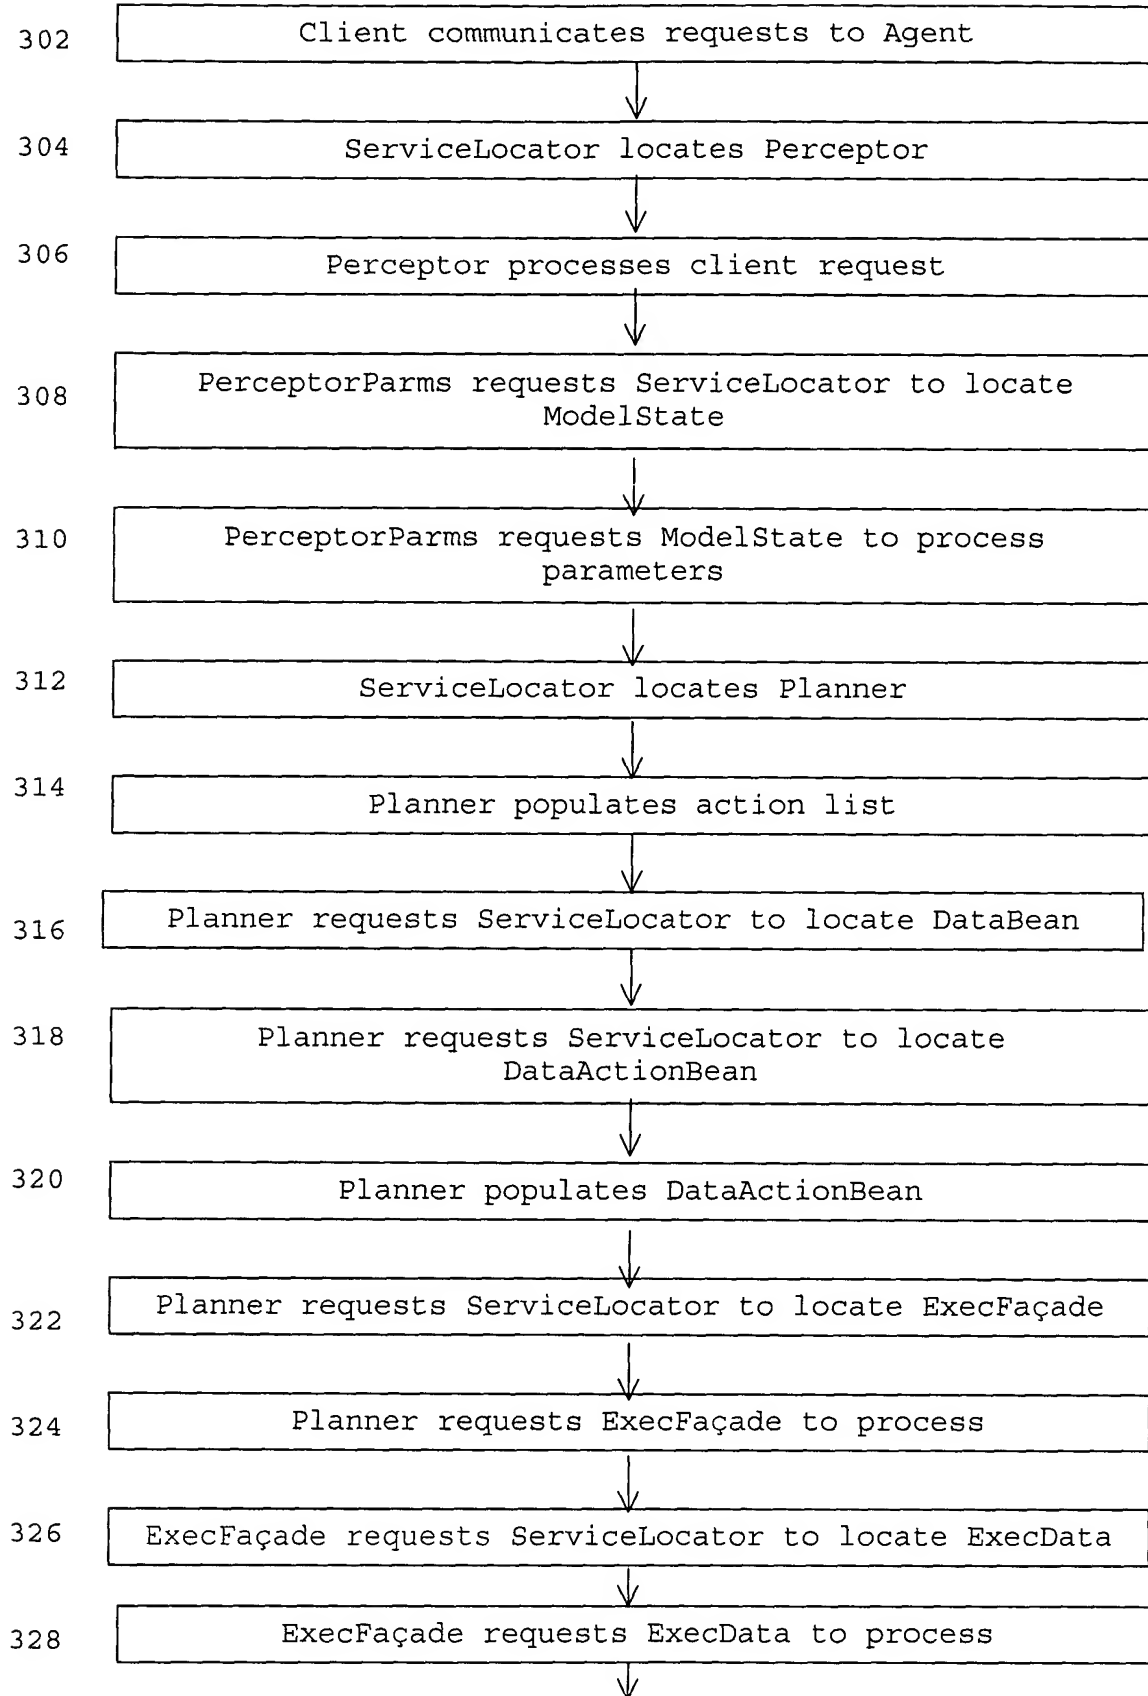 302 Client communicates requests to Agent
304 ServiceLocator locates Perceptor
306 Perceptor processes client request
308 PerceptorParms requests ServiceLocator to locate
ModelState
310 PerceptorParms requests ModelState to process
parameters
312 ServiceLocator locates Planner
314 Planner populates action list
316 Planner requests ServiceLocator to locate DataBean
318 Planner requests ServiceLocator to locate
DataActionBean
320 Planner populates DataActionBean
322 Planner requests ServiceLocator to locate ExecFaçade
324 Planner requests ExecFaçade to process
326 ExecFaçade requests ServiceLocator to locate ExecData
328 ExecFaçade requests ExecData to process